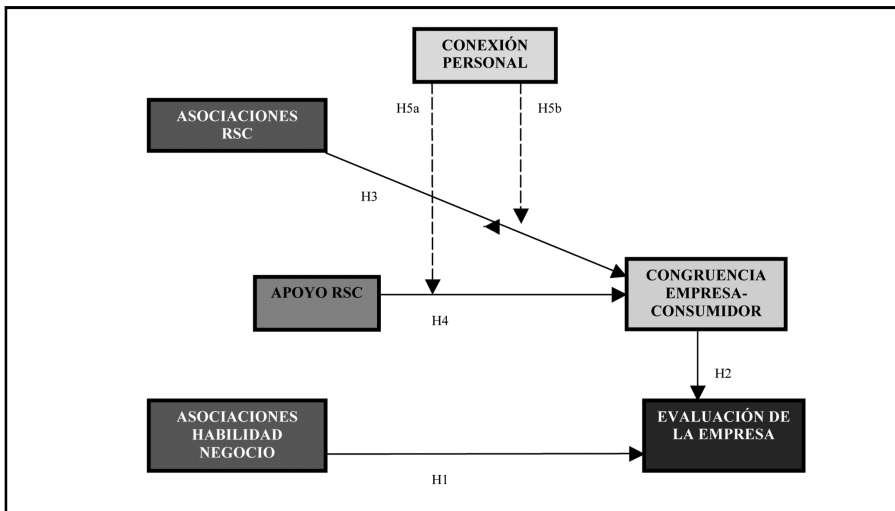 CONEXIÓN
PERSONAL
H5a
H5b
ASOCIACIONES
RSC
H3
CONGRUENCIA
EMPRESA-
CONSUMIDOR
APOYO RSC
H4
H2
ASOCIACIONES
HABILIDAD
NEGOCIO
EVALUACIÓN DE
LA EMPRESA
H1